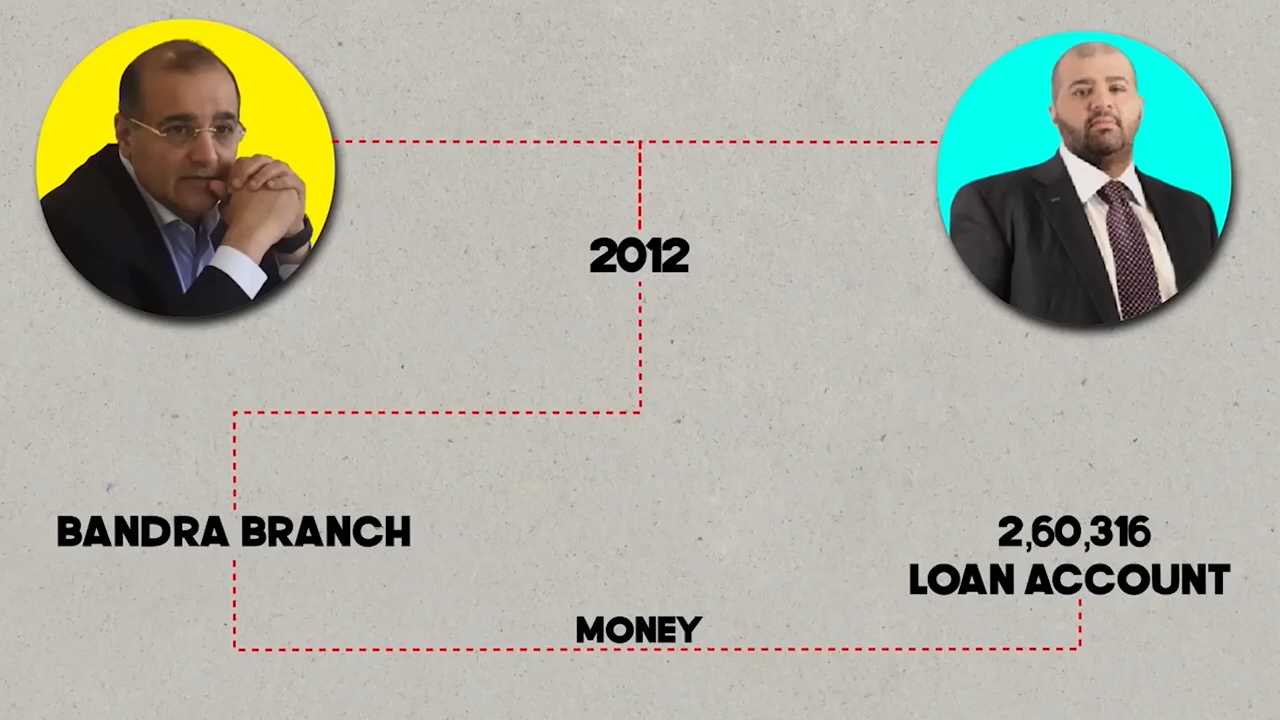 2012
BANDRA BRANCH
2,60,316
LOAN ACCOUNT
MONEY